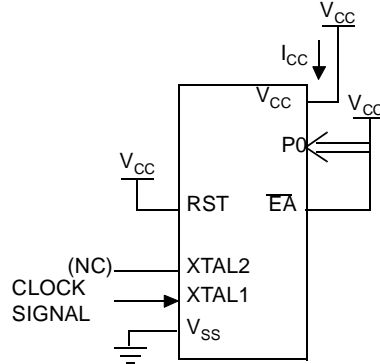 VCC
ICC
VCC
VCC
P0
VCC
RST
EA
(NC)
XTAL2
CLOCK
SIGNAL
XTAL1
VSS